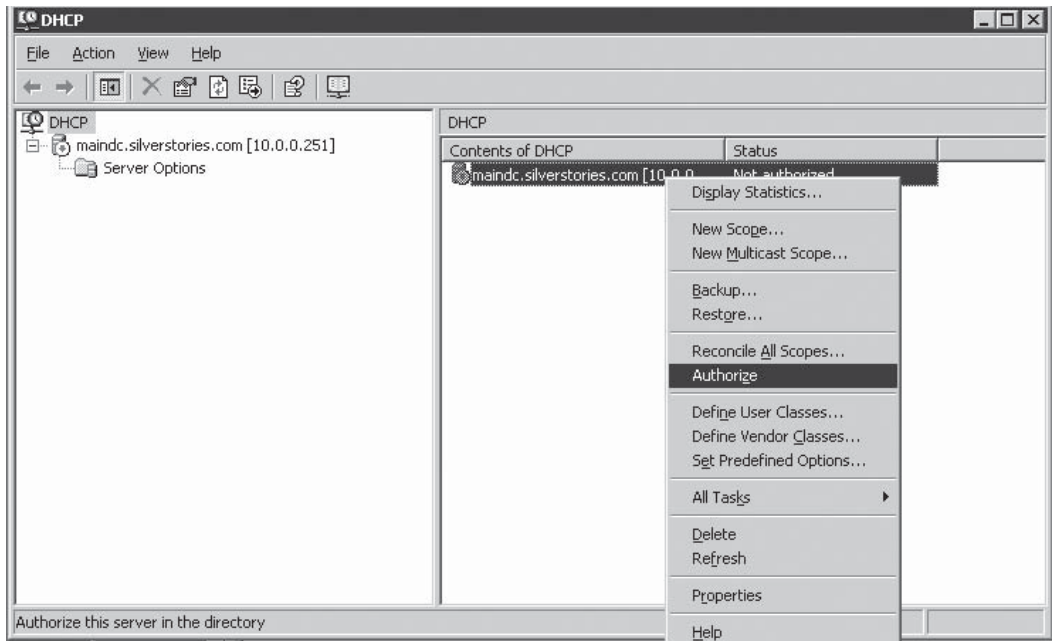 DHCP
File Action View Help
DHCP
maindc.silverstories.com [10.0.0.251]
Server Options
DHCP
Contents of DHCP Status
maindc.silverstories.com [10.0.0... Not authorized
Display Statistics...
New Scope...
New Multicast Scope...
Backup...
Restore...
Reconcile All Scopes...
Authorize
Define User Classes...
Define Vendor Classes...
Set Predefined Options...
All Tasks
Delete
Refresh
Properties
Help
Authorize this server in the directory